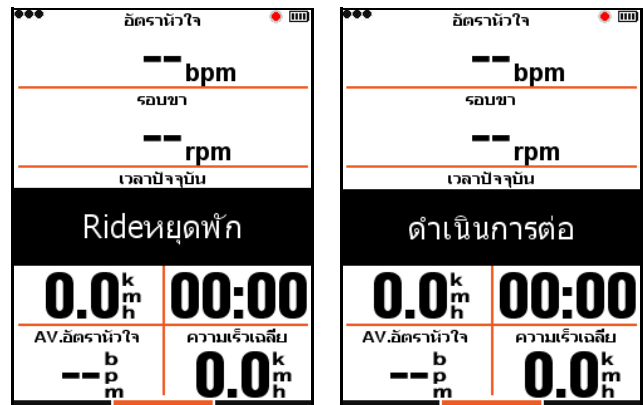 อัตราหัวใจ
-- bpm
รอบขา
-- rpm
เวลาปัจจุบัน
Rideหยุดพัก
0.0 kmh 00:00
AV.อัตราหัวใจ ความเร็วเฉลี่ย
-- bpm 0.0 kmh
อัตราหัวใจ
-- bpm
รอบขา
-- rpm
เวลาปัจจุบัน
ดำเนินการต่อ
0.0 kmh 00:00
AV.อัตราหัวใจ ความเร็วเฉลี่ย
-- bpm 0.0 kmh